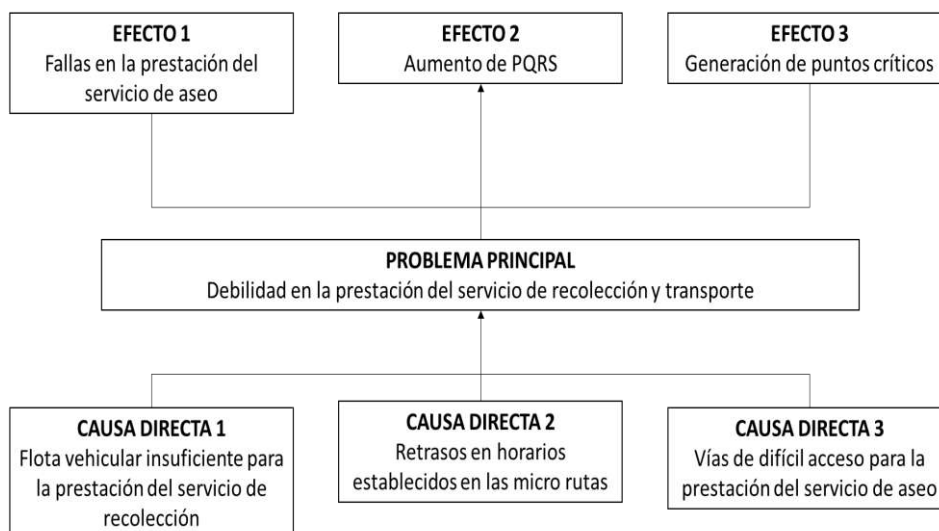 EFECTO 1
Fallas en la prestación del
servicio de aseo
EFECTO 2
Aumento de PQRS
EFECTO 3
Generación de puntos críticos
PROBLEMA PRINCIPAL
Debilidad en la prestación del servicio de recolección y transporte
CAUSA DIRECTA 1
Flota vehicular insuficiente para
la prestación del servicio de
recolección
CAUSA DIRECTA 2
Retrasos en horarios
establecidos en las micro rutas
CAUSA DIRECTA 3
Vías de difícil acceso para la
prestación del servicio de aseo